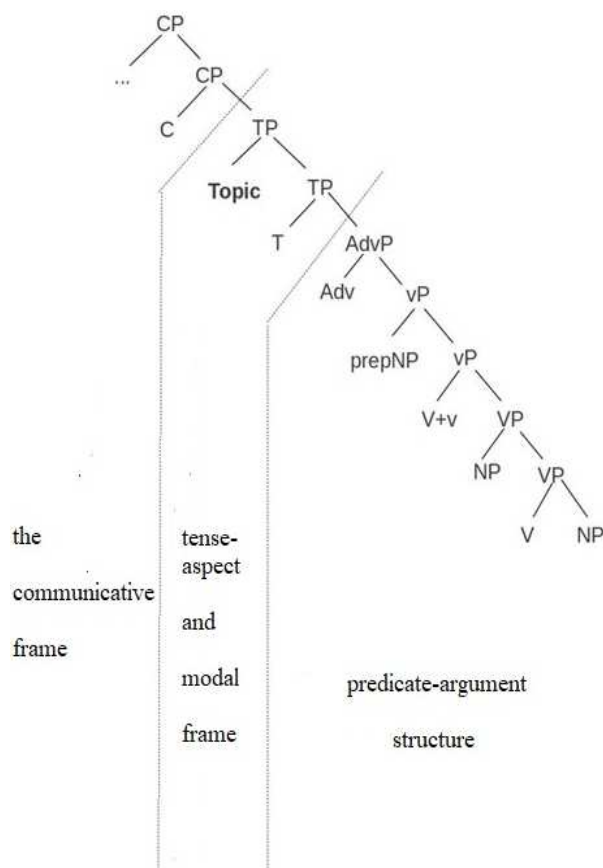 CP
... CP
C TP
Topic TP
T AdvP
Adv vP
prepNP vP
V+v VP
NP VP
V NP
the
communicative
frame
tense-
aspect
and
modal
frame
predicate-argument
structure